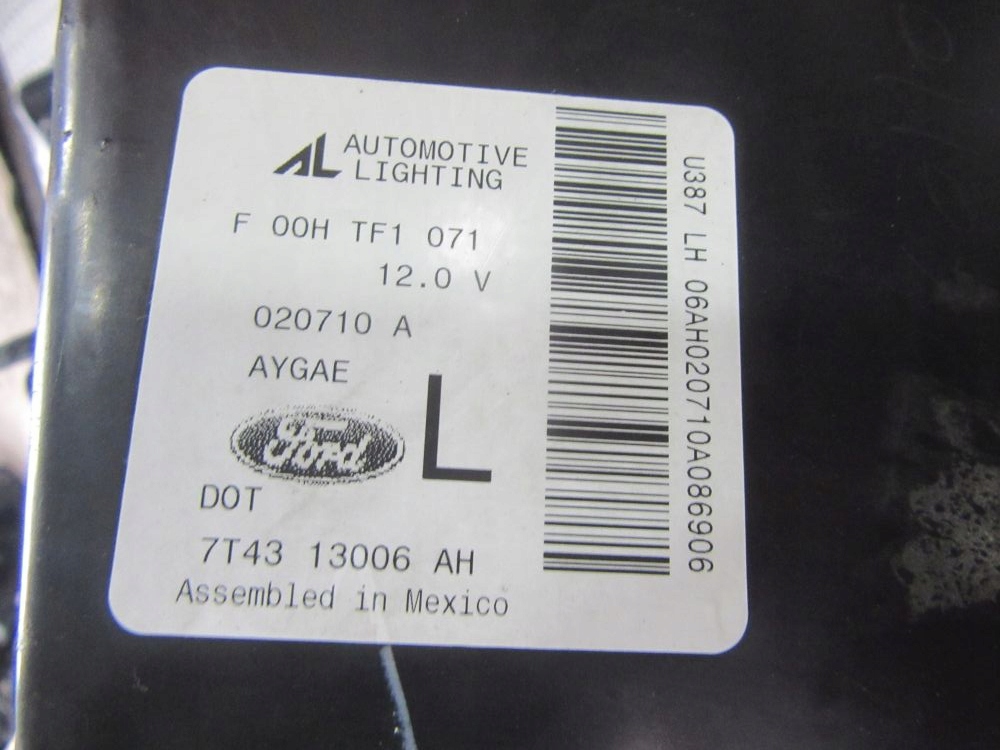 AL AUTOMOTIVE
LIGHTING
F 00H TF1 071
12.0 V
020710 A
AYGAE
Ford
L
DOT
7T43 13006 AH
Assembled in Mexico
U387 LH 06AH020710A086906